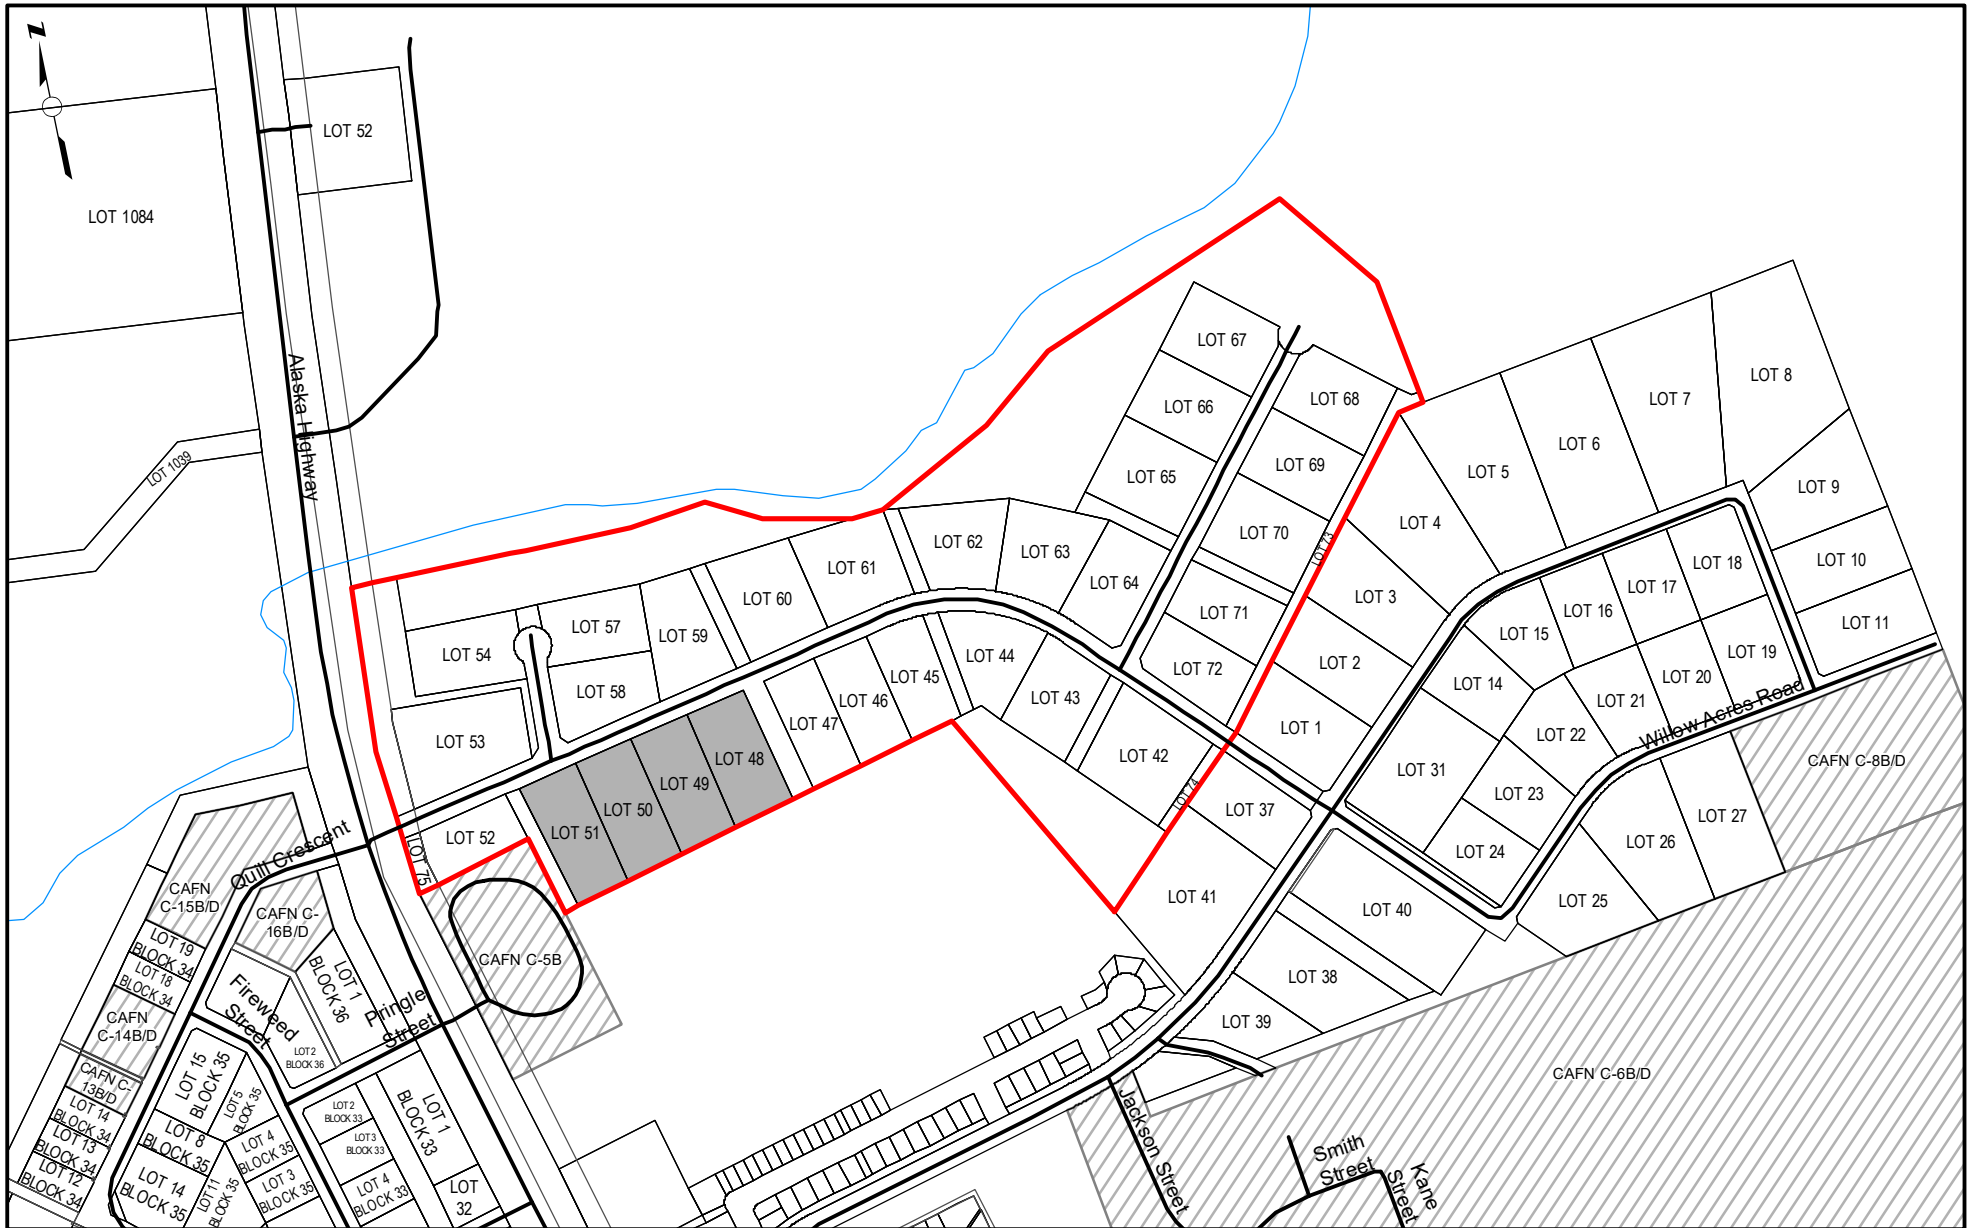 N
LOT 52
LOT 1084
Alaska Highway
LOT 1039
LOT 67
LOT 68
LOT 66
LOT 69
LOT 65
LOT 70
LOT 73
LOT 8
LOT 7
LOT 6
LOT 5
LOT 4
LOT 9
LOT 10
LOT 11
LOT 62
LOT 63
LOT 64
LOT 61
LOT 60
LOT 59
LOT 57
LOT 58
LOT 54
LOT 53
LOT 71
LOT 72
LOT 3
LOT 2
LOT 1
LOT 18
LOT 17
LOT 16
LOT 15
LOT 14
LOT 19
LOT 20
LOT 21
LOT 22
LOT 23
LOT 24
LOT 31
Willow Acres Road
CAFN C-8B/D
LOT 44
LOT 43
LOT 42
LOT 45
LOT 46
LOT 47
LOT 48
LOT 49
LOT 50
LOT 51
LOT 52
LOT 75
LOT 74
LOT 37
LOT 41
LOT 40
LOT 38
LOT 39
LOT 25
LOT 26
LOT 27
CAFN C-5B
CAFN C-6B/D
Quill Crescent
CAFN
C-15B/D
CAFN C-
16B/D
LOT 19
BLOCK 34
LOT 18
BLOCK 34
CAFN
C-14B/D
CAFN C-
13B/D
LOT 14
BLOCK 34
LOT 13
BLOCK 34
LOT 12
BLOCK 34
Fireweed
Street
LOT 1
BLOCK 36
LOT 2
BLOCK 36
Pringle
Street
LOT 15
BLOCK 35
LOT 5
BLOCK 35
LOT 8
BLOCK 35
LOT 4
BLOCK 35
LOT 14
BLOCK 35
LOT 11
BLOCK 35
LOT 3
BLOCK 35
LOT 2
BLOCK 33
LOT 3
BLOCK 33
LOT 4
BLOCK 33
LOT 1
BLOCK 33
LOT
32
Jackson Street
Smith
Street
Kane
Street